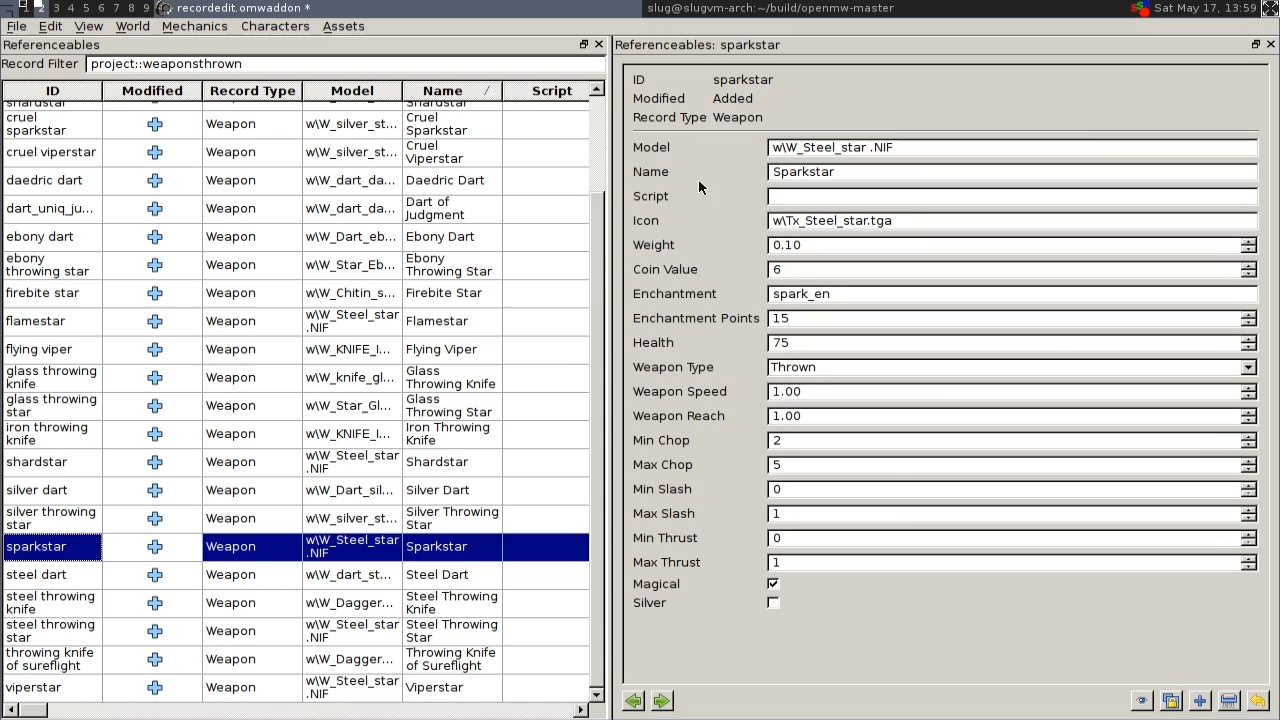 1 2 3 4 5 6 7 8 9 recordedit.omwaddon * slug@slugvm-arch:~/build/openmw-master Sat May 17, 13:59
File Edit View World Mechanics Characters Assets
Referenceables
Record Filter project::weaponsthrown
ID Modified Record Type Model Name Script
shardstar Shardstar
cruel sparkstar Weapon w\W_silver_st... Cruel Sparkstar
cruel viperstar Weapon w\W_silver_st... Cruel Viperstar
daedric dart Weapon w\W_dart_da... Daedric Dart
dart_uniq_ju... Weapon w\W_dart_da... Dart of Judgment
ebony dart Weapon w\W_Dart_eb... Ebony Dart
ebony throwing star Weapon w\W_Star_Eb... Ebony Throwing Star
firebite star Weapon w\W_Chitin_s... Firebite Star
flamestar Weapon w\W_Steel_star .NIF Flamestar
flying viper Weapon w\W_KNIFE_I... Flying Viper
glass throwing knife Weapon w\W_knife_gl... Glass Throwing Knife
glass throwing star Weapon w\W_Star_Gl... Glass Throwing Star
iron throwing knife Weapon w\W_KNIFE_I... Iron Throwing Knife
shardstar Weapon w\W_Steel_star .NIF Shardstar
silver dart Weapon w\W_Dart_sil... Silver Dart
silver throwing star Weapon w\W_silver_st... Silver Throwing Star
sparkstar Weapon w\W_Steel_star .NIF Sparkstar
steel dart Weapon w\W_dart_st... Steel Dart
steel throwing knife Weapon w\W_Dagger... Steel Throwing Knife
steel throwing star Weapon w\W_Steel_star .NIF Steel Throwing Star
throwing knife of sureflight Weapon w\W_Dagger... Throwing Knife of Sureflight
viperstar Weapon w\W_Steel_star .NIF Viperstar
Referenceables: sparkstar
ID sparkstar
Modified Added
Record Type Weapon
Model w\W_Steel_star .NIF
Name Sparkstar
Script
Icon w\Tx_Steel_star.tga
Weight 0.10
Coin Value 6
Enchantment spark_en
Enchantment Points 15
Health 75
Weapon Type Thrown
Weapon Speed 1.00
Weapon Reach 1.00
Min Chop 2
Max Chop 5
Min Slash 0
Max Slash 1
Min Thrust 0
Max Thrust 1
Magical
Silver